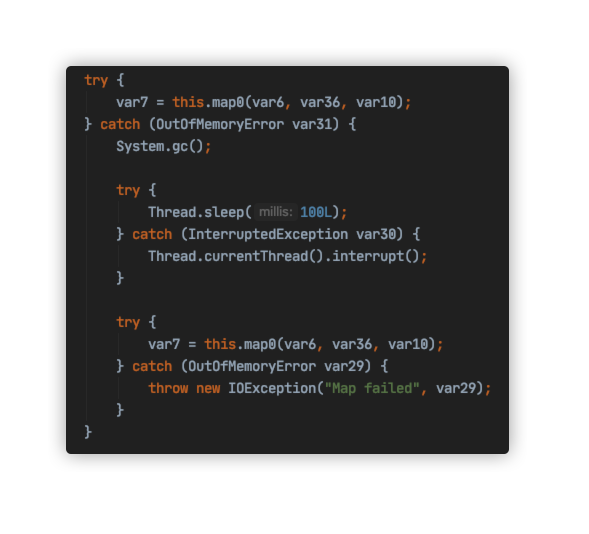 try {
var7 = this.map0(var6, var36, var10);
} catch (OutOfMemoryError var31) {
System.gc();
try {
Thread.sleep( millis: 100L);
} catch (InterruptedException var30) {
Thread.currentThread().interrupt();
}
try {
var7 = this.map0(var6, var36, var10);
} catch (OutOfMemoryError var29) {
throw new IOException("Map failed", var29);
}
}